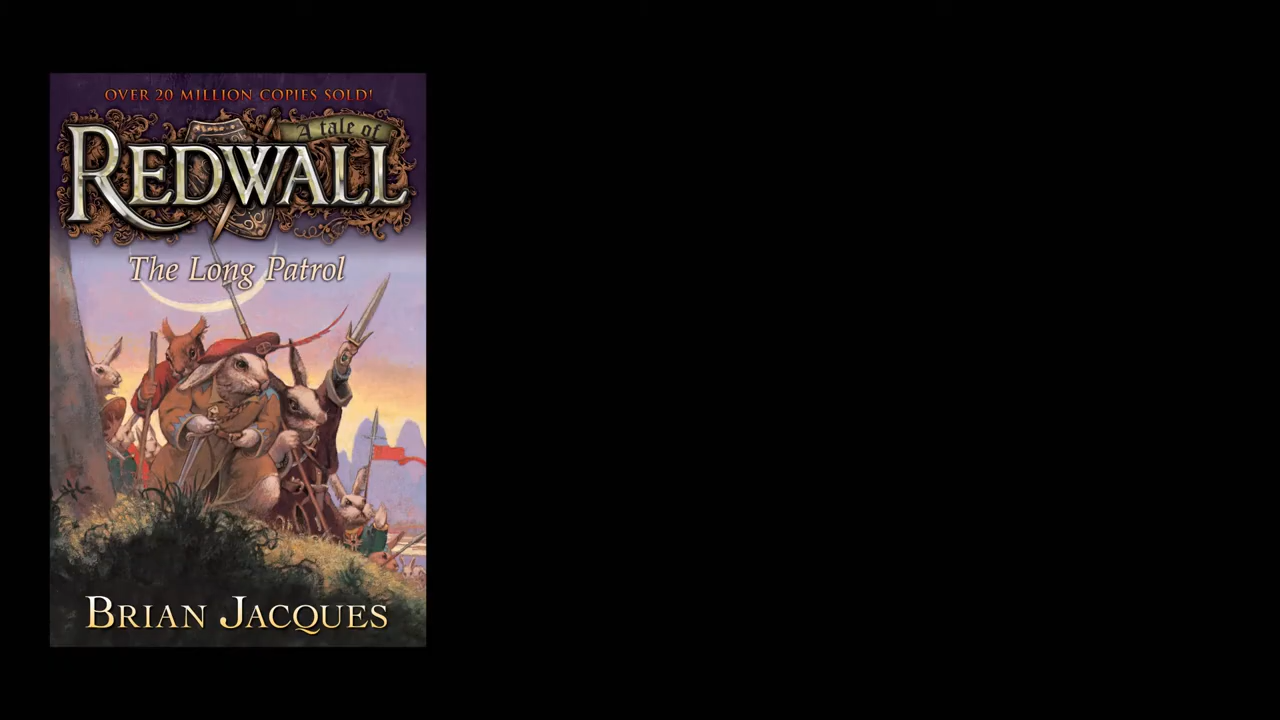 OVER 20 MILLION COPIES SOLD!
A tale of
REDWALL
The Long Patrol
BRIAN JACQUES